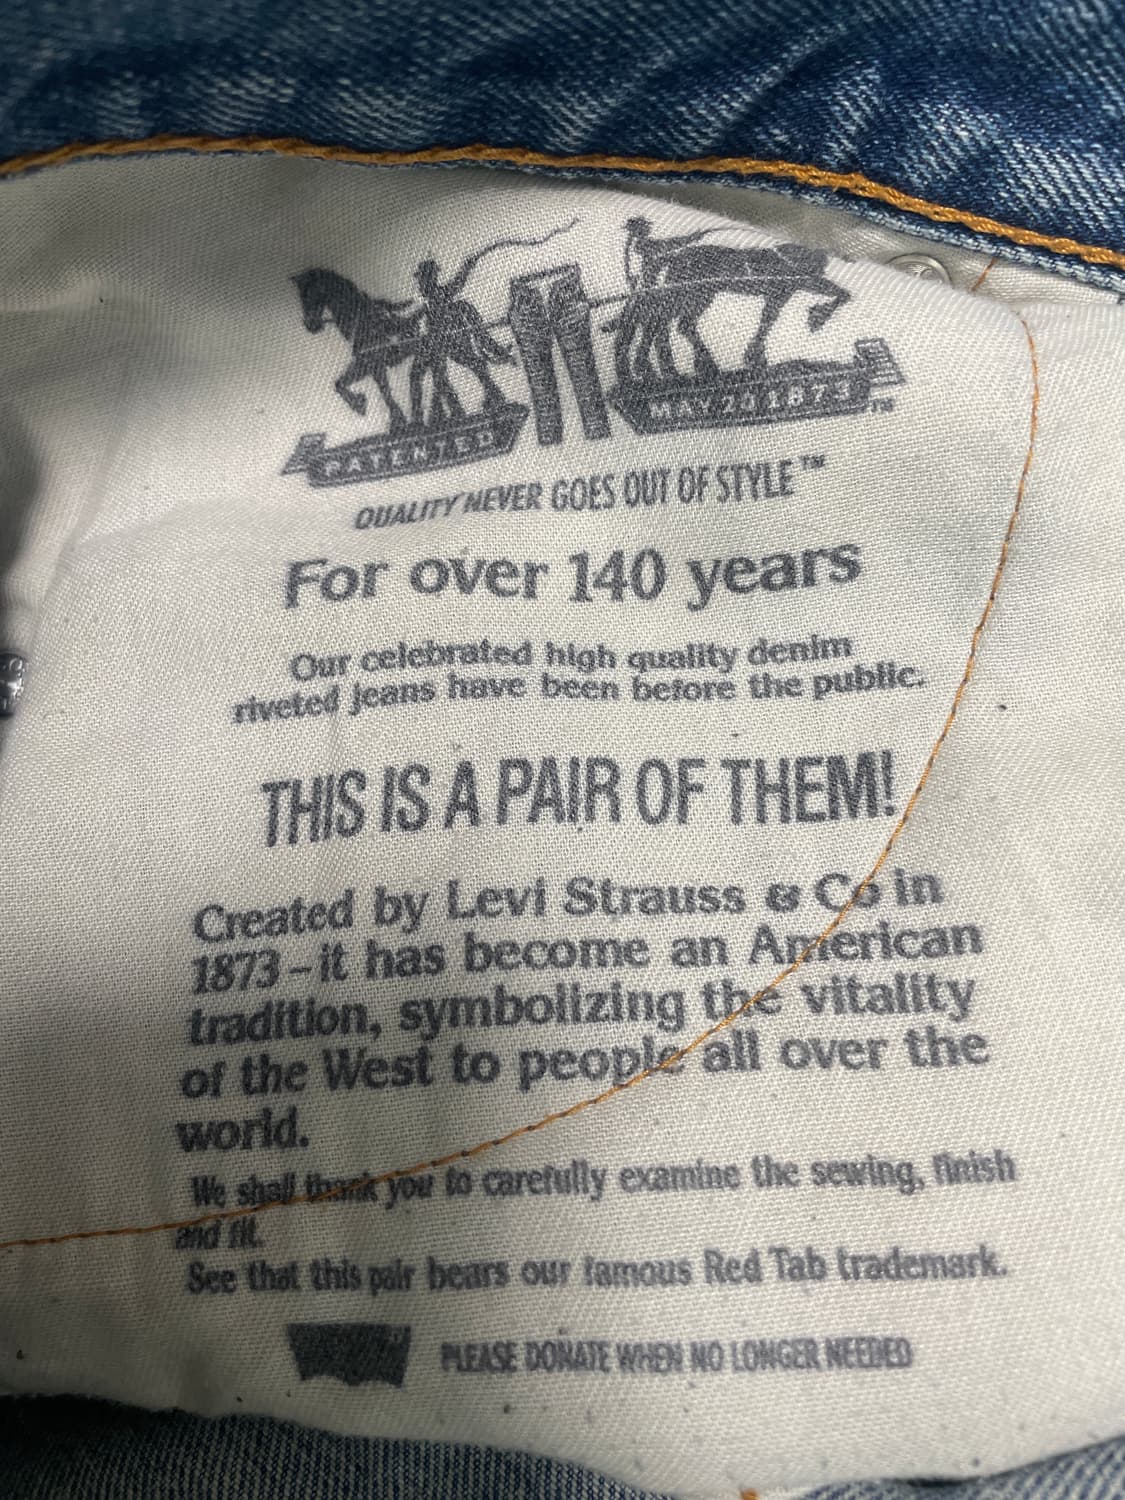 PATENTED
MAY 20 1873 TM
QUALITY NEVER GOES OUT OF STYLE™
For over 140 years
Our celebrated high quality denim
riveted jeans have been before the public.
THIS IS A PAIR OF THEM!
Created by Levi Strauss & Co in
1873 – it has become an American
tradition, symbolizing the vitality
of the West to people all over the
world.
We shall thank you to carefully examine the sewing, finish
and fit.
See that this pair bears our famous Red Tab trademark.
PLEASE DONATE WHEN NO LONGER NEEDED